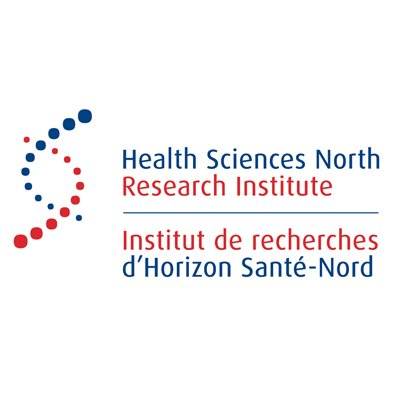 Health Sciences North
Research Institute
Institut de recherches
d’Horizon Santé-Nord